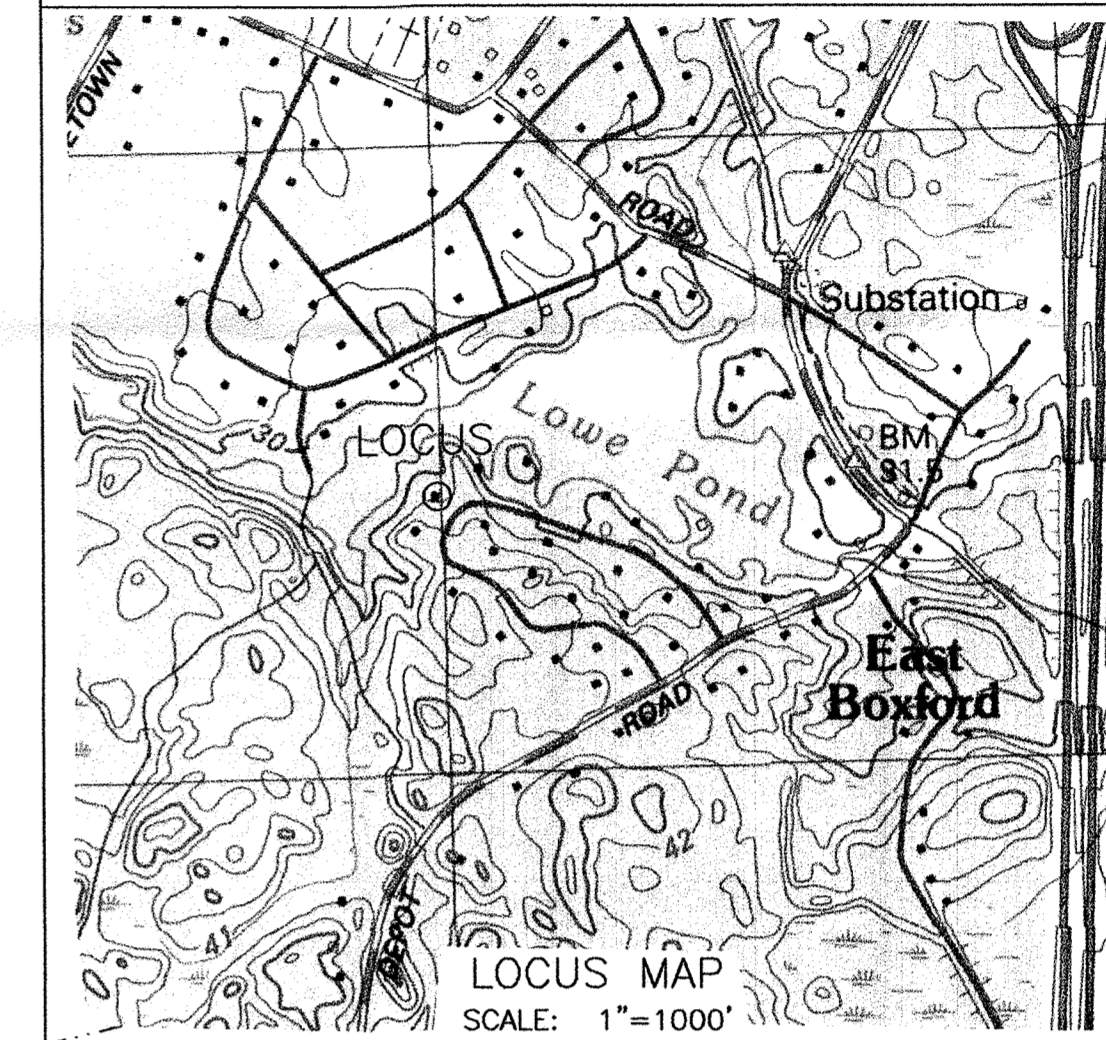 S
ETOWN
ROAD
Substation
30
LOCUS
Lowe Pond
BM
81.5
East
Boxford
ROAD
42
41
DEPOT
LOCUS MAP
SCALE: 1"=1000'